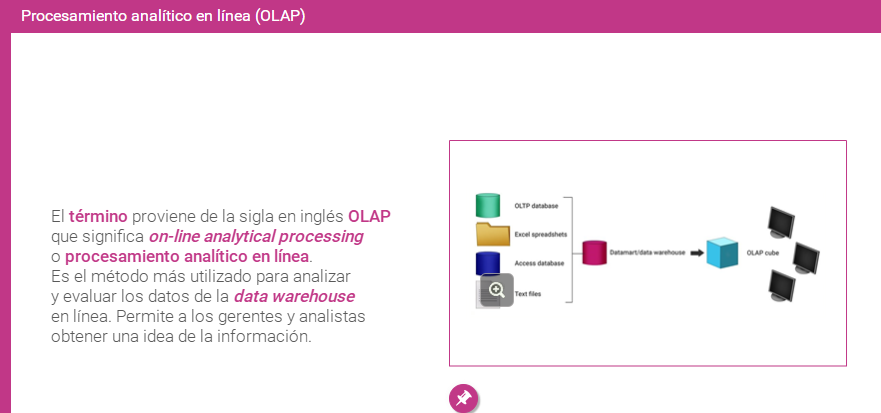 Procesamiento analítico en línea (OLAP)
El término proviene de la sigla en inglés OLAP
que significa on-line analytical processing
o procesamiento analítico en línea.
Es el método más utilizado para analizar
y evaluar los datos de la data warehouse
en línea. Permite a los gerentes y analistas
obtener una idea de la información.
OLTP database
Excel spreadshets
Access database
Text files
Datamart/data warehouse
OLAP cube